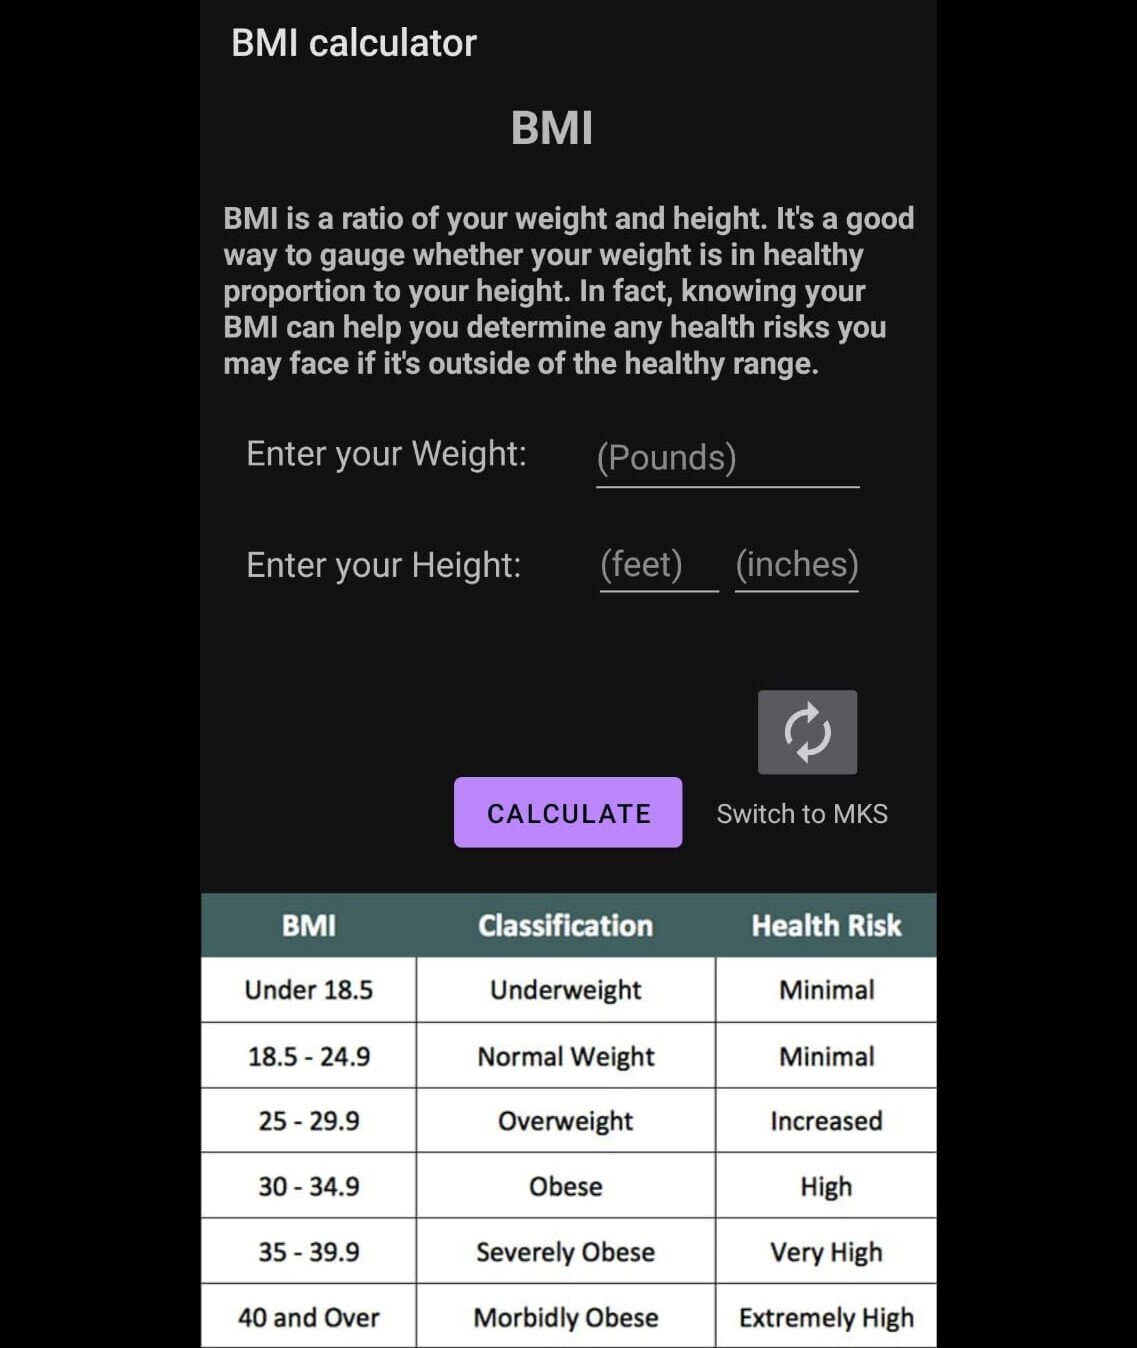 BMI calculator
BMI
BMI is a ratio of your weight and height. It's a good
way to gauge whether your weight is in healthy
proportion to your height. In fact, knowing your
BMI can help you determine any health risks you
may face if it's outside of the healthy range.
Enter your Weight: (Pounds)
Enter your Height: (feet) (inches)
CALCULATE Switch to MKS
BMI Classification Health Risk
Under 18.5 Underweight Minimal
18.5 - 24.9 Normal Weight Minimal
25 - 29.9 Overweight Increased
30 - 34.9 Obese High
35 - 39.9 Severely Obese Very High
40 and Over Morbidly Obese Extremely High